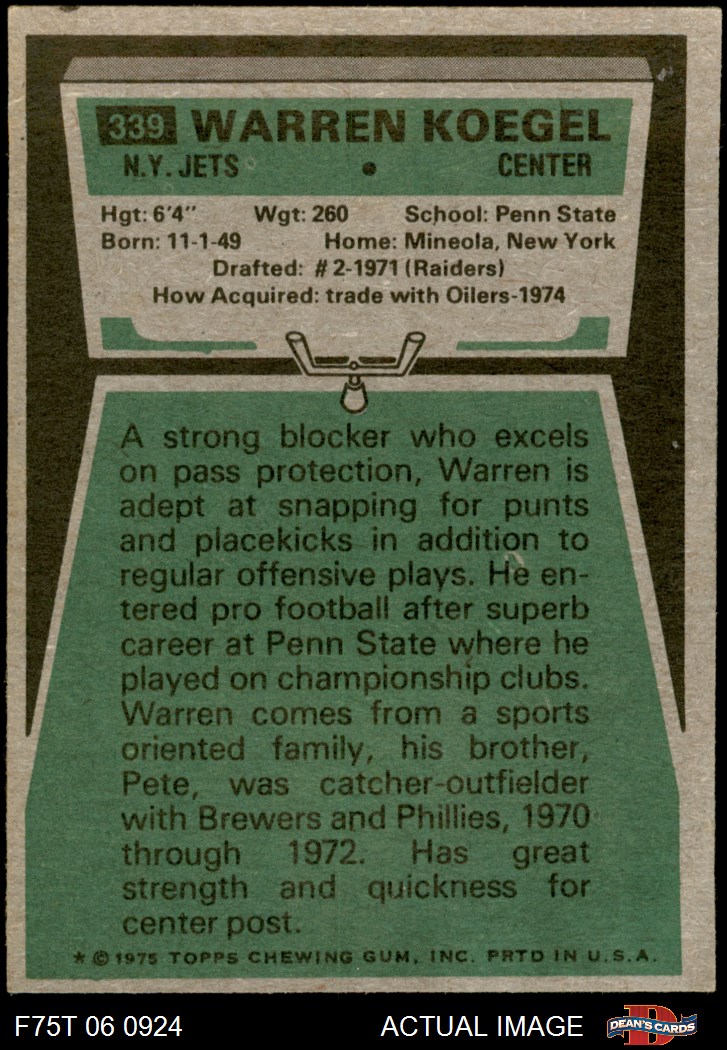 339 WARREN KOEGEL
N.Y. JETS • CENTER
Hgt: 6'4" Wgt: 260 School: Penn State
Born: 11-1-49 Home: Mineola, New York
Drafted: #2-1971 (Raiders)
How Acquired: trade with Oilers-1974
A strong blocker who excels
on pass protection, Warren is
adept at snapping for punts
and placekicks in addition to
regular offensive plays. He en-
tered pro football after superb
career at Penn State where he
played on championship clubs.
Warren comes from a sports
oriented family, his brother,
Pete, was catcher-outfielder
with Brewers and Phillies, 1970
through 1972. Has great
strength and quickness for
center post.
* © 1975 TOPPS CHEWING GUM, INC. PRTD IN U.S.A.
F75T 06 0924 ACTUAL IMAGE D DEAN'S CARDS